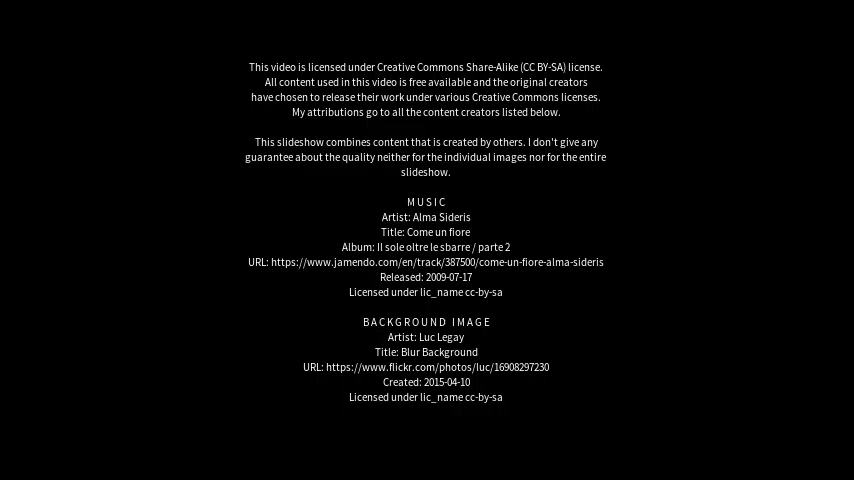 This video is licensed under Creative Commons Share-Alike (CC BY-SA) license.
All content used in this video is free available and the original creators
have chosen to release their work under various Creative Commons licenses.
My attributions go to all the content creators listed below.
This slideshow combines content that is created by others. I don't give any
guarantee about the quality neither for the individual images nor for the entire
slideshow.
MUSIC
Artist: Alma Sideris
Title: Come un fiore
Album: Il sole oltre le sbarre / parte 2
URL: https://www.jamendo.com/en/track/387500/come-un-fiore-alma-sideris
Released: 2009-07-17
Licensed under lic_name cc-by-sa
BACKGROUND IMAGE
Artist: Luc Legay
Title: Blur Background
URL: https://www.flickr.com/photos/luc/16908297230
Created: 2015-04-10
Licensed under lic_name cc-by-sa